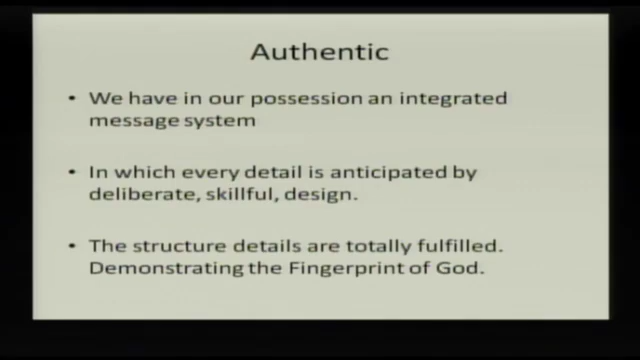 Authentic
• We have in our possession an integrated
message system
• In which every detail is anticipated by
deliberate, skillful, design.
• The structure details are totally fulfilled.
Demonstrating the Fingerprint of God.